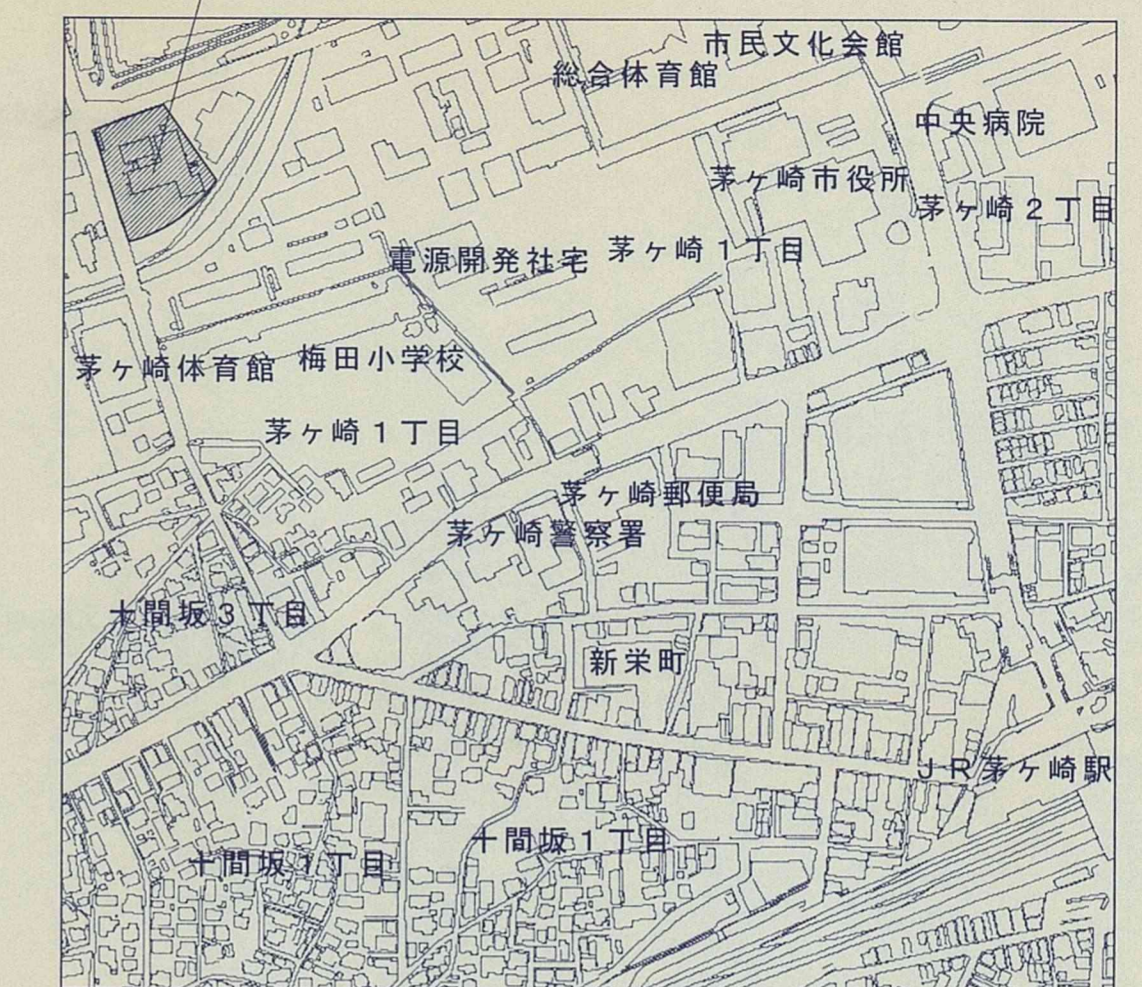 市民文化会館
総合体育館
中央病院
茅ヶ崎市役所
茅ヶ崎２丁目
茅ヶ崎１丁目
電源開発社宅
梅田小学校
茅ヶ崎体育館
茅ヶ崎１丁目
茅ヶ崎郵便局
茅ヶ崎警察署
十間坂３丁目
新栄町
ＪＲ茅ヶ崎駅
十間坂１丁目
十間坂１丁目